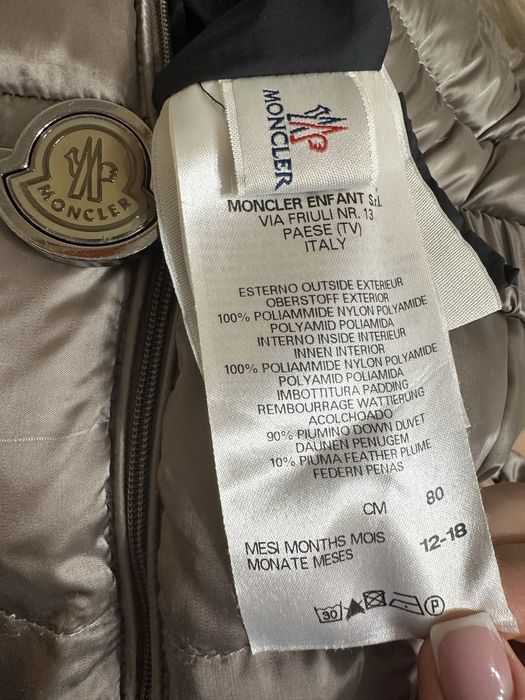 MONCLER
MONCLER
MONCLER ENFANT S.r.l.
VIA FRIULI NR. 13
PAESE (TV)
ITALY
ESTERNO OUTSIDE EXTERIEUR
OBERSTOFF EXTERIOR
100% POLIAMMIDE NYLON POLYAMIDE
POLYAMID POLIAMIDA
INTERNO INSIDE INTERIEUR
INNEN INTERIOR
100% POLIAMMIDE NYLON POLYAMIDE
POLYAMID POLIAMIDA
IMBOTTITURA PADDING
REMBOURRAGE WATTIERUNG
ACOLCHOADO
90% PIUMINO DOWN DUVET
DAUNEN PENUGEM
10% PIUMA FEATHER PLUME
FEDERN PENAS
CM 80
MESI MONTHS MOIS 12-18
MONATE MESES
30 P